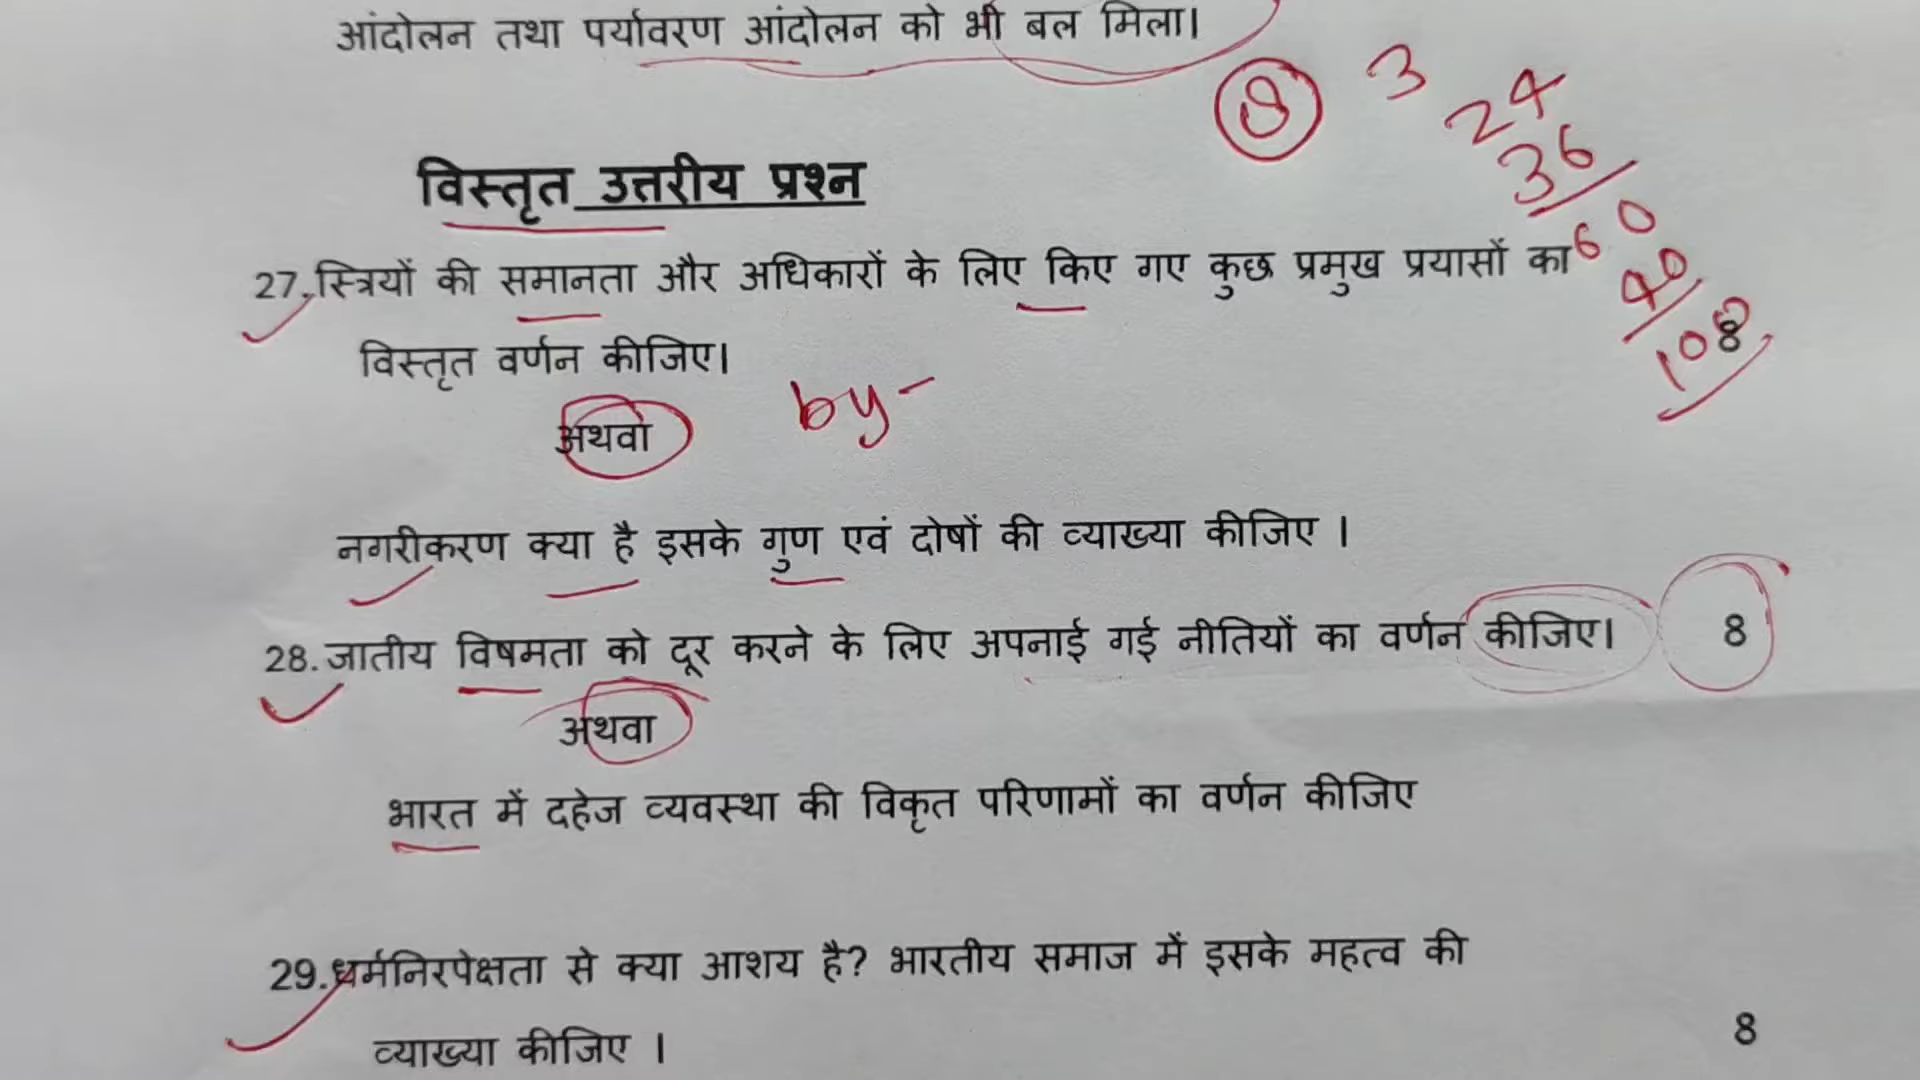 आंदोलन तथा पर्यावरण आंदोलन को भी बल मिला।
3
24
36
विस्तृत उत्तरीय प्रश्न
60
27. स्त्रियों की समानता और अधिकारों के लिए किए गए कुछ प्रमुख प्रयासों का
विस्तृत वर्णन कीजिए। 8
108
अथवा by-
नगरीकरण क्या है इसके गुण एवं दोषों की व्याख्या कीजिए ।
28. जातीय विषमता को दूर करने के लिए अपनाई गई नीतियों का वर्णन कीजिए। 8
अथवा
भारत में दहेज व्यवस्था की विकृत परिणामों का वर्णन कीजिए
29. धर्मनिरपेक्षता से क्या आशय है? भारतीय समाज में इसके महत्व की
व्याख्या कीजिए । 8